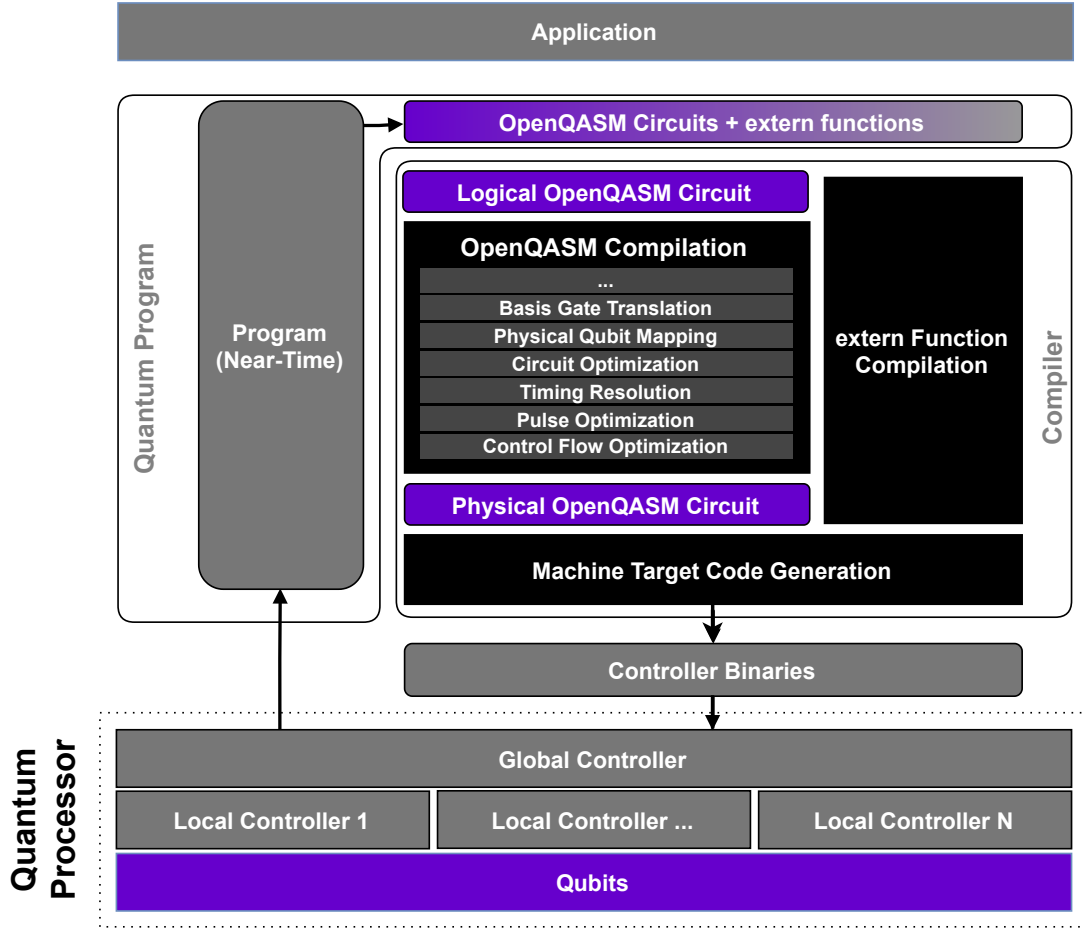 Application
OpenQASM Circuits + extern functions
Quantum Program
Program
(Near-Time)
Logical OpenQASM Circuit
OpenQASM Compilation
...
Basis Gate Translation
Physical Qubit Mapping
Circuit Optimization
Timing Resolution
Pulse Optimization
Control Flow Optimization
Physical OpenQASM Circuit
extern Function
Compilation
Compiler
Machine Target Code Generation
Controller Binaries
Quantum
Processor
Global Controller
Local Controller 1
Local Controller ...
Local Controller N
Qubits